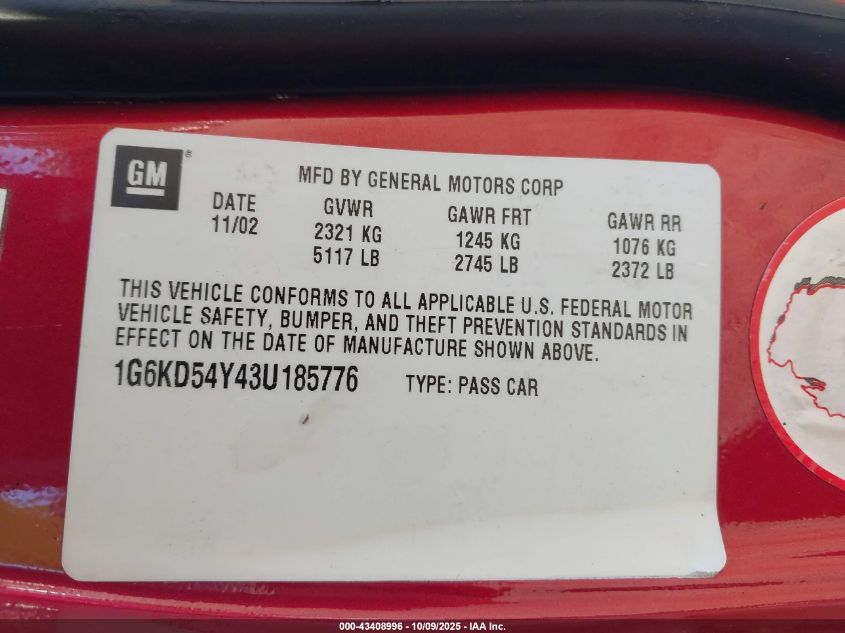 GM ®
MFD BY GENERAL MOTORS CORP
DATE GVWR GAWR FRT GAWR RR
11/02 2321 KG 1245 KG 1076 KG
5117 LB 2745 LB 2372 LB
THIS VEHICLE CONFORMS TO ALL APPLICABLE U.S. FEDERAL MOTOR
VEHICLE SAFETY, BUMPER, AND THEFT PREVENTION STANDARDS IN
EFFECT ON THE DATE OF MANUFACTURE SHOWN ABOVE.
1G6KD54Y43U185776 TYPE: PASS CAR
000-43408996 - 10/09/2025 - IAA Inc.